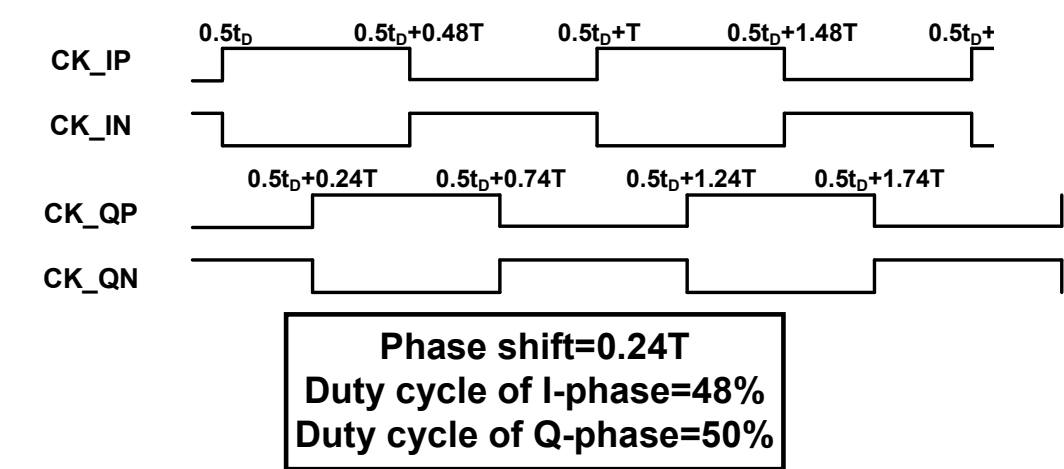 0.5tD 0.5tD+0.48T 0.5tD+T 0.5tD+1.48T 0.5tD+
CK_IP
CK_IN
0.5tD+0.24T 0.5tD+0.74T 0.5tD+1.24T 0.5tD+1.74T
CK_QP
CK_QN
Phase shift=0.24T
Duty cycle of I-phase=48%
Duty cycle of Q-phase=50%